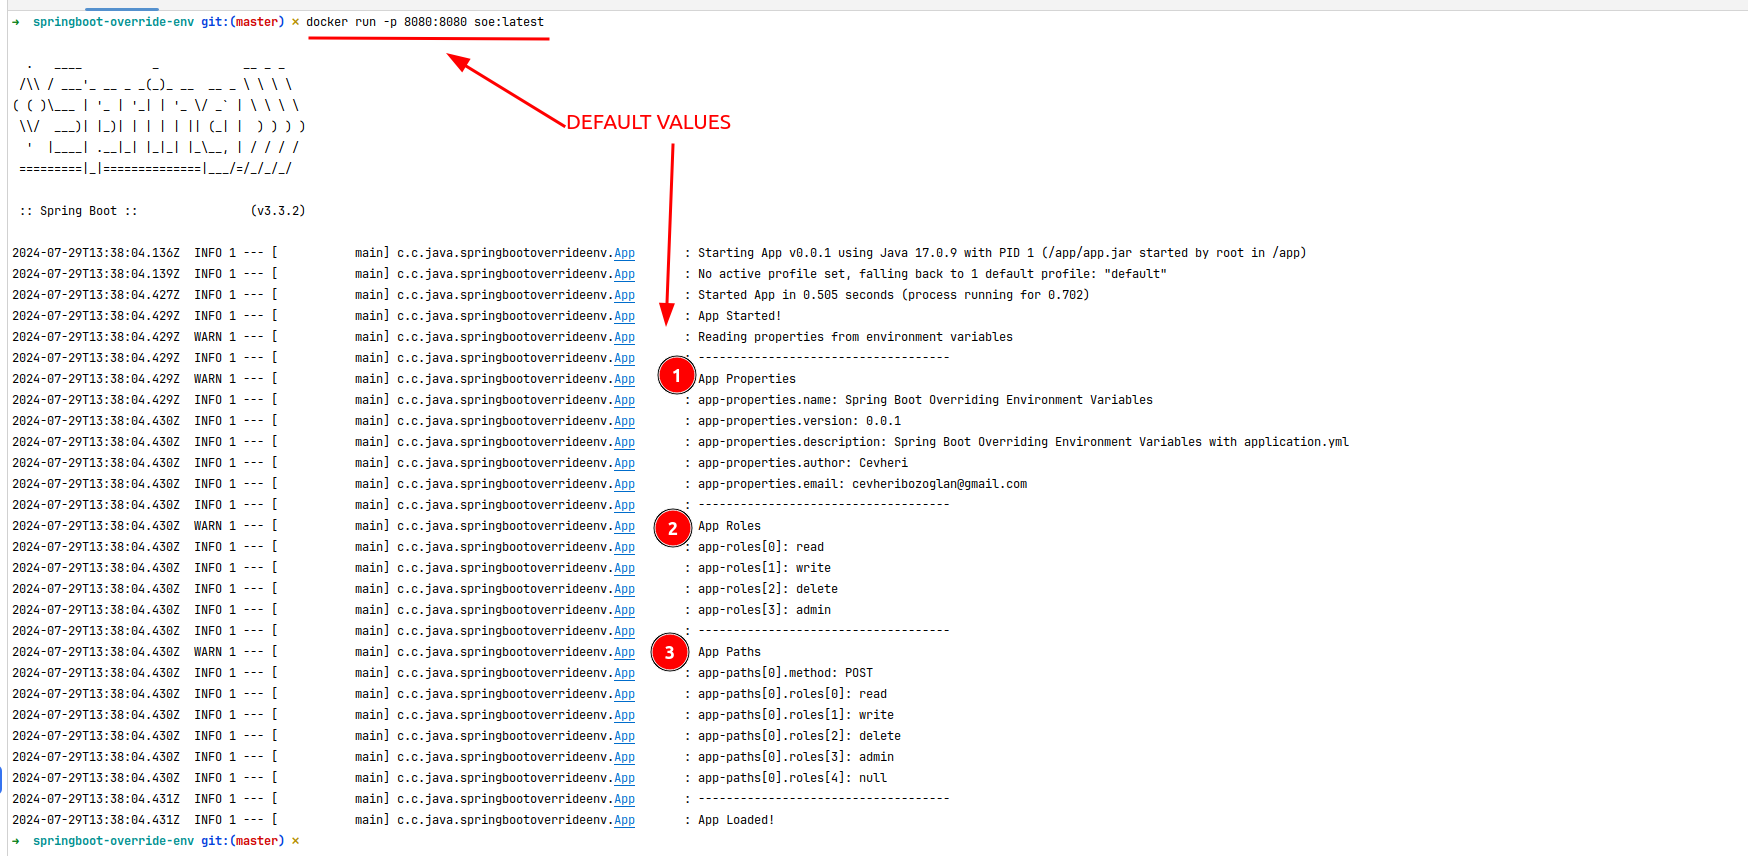 →  springboot-override-env git:(master) × docker run -p 8080:8080 soe:latest
DEFAULT VALUES
  .   ____          _            __ _ _
 /\\ / ___'_ __ _ _(_)_ __  __ _ \ \ \ \
( ( )\___ | '_ | '_| | '_ \/ _` | \ \ \ \
 \\/  ___)| |_)| | | | | || (_| |  ) ) ) )
  '  |____| .__|_| |_|_| |_\__, | / / / /
 =========|_|==============|___/=/_/_/_/
 :: Spring Boot ::                (v3.3.2)
2024-07-29T13:38:04.136Z  INFO 1 --- [           main] c.c.java.springbootoverrideenv.App       : Starting App v0.0.1 using Java 17.0.9 with PID 1 (/app/app.jar started by root in /app)
2024-07-29T13:38:04.139Z  INFO 1 --- [           main] c.c.java.springbootoverrideenv.App       : No active profile set, falling back to 1 default profile: "default"
2024-07-29T13:38:04.427Z  INFO 1 --- [           main] c.c.java.springbootoverrideenv.App       : Started App in 0.505 seconds (process running for 0.702)
2024-07-29T13:38:04.429Z  INFO 1 --- [           main] c.c.java.springbootoverrideenv.App       : App Started!
2024-07-29T13:38:04.429Z  WARN 1 --- [           main] c.c.java.springbootoverrideenv.App       : Reading properties from environment variables
2024-07-29T13:38:04.429Z  INFO 1 --- [           main] c.c.java.springbootoverrideenv.App       : ------------------------------------
2024-07-29T13:38:04.429Z  WARN 1 --- [           main] c.c.java.springbootoverrideenv.App     1 App Properties
2024-07-29T13:38:04.429Z  INFO 1 --- [           main] c.c.java.springbootoverrideenv.App       : app-properties.name: Spring Boot Overriding Environment Variables
2024-07-29T13:38:04.430Z  INFO 1 --- [           main] c.c.java.springbootoverrideenv.App       : app-properties.version: 0.0.1
2024-07-29T13:38:04.430Z  INFO 1 --- [           main] c.c.java.springbootoverrideenv.App       : app-properties.description: Spring Boot Overriding Environment Variables with application.yml
2024-07-29T13:38:04.430Z  INFO 1 --- [           main] c.c.java.springbootoverrideenv.App       : app-properties.author: Cevheri
2024-07-29T13:38:04.430Z  INFO 1 --- [           main] c.c.java.springbootoverrideenv.App       : app-properties.email: cevheribozoglan@gmail.com
2024-07-29T13:38:04.430Z  INFO 1 --- [           main] c.c.java.springbootoverrideenv.App       : ------------------------------------
2024-07-29T13:38:04.430Z  WARN 1 --- [           main] c.c.java.springbootoverrideenv.App     2 App Roles
2024-07-29T13:38:04.430Z  INFO 1 --- [           main] c.c.java.springbootoverrideenv.App       : app-roles[0]: read
2024-07-29T13:38:04.430Z  INFO 1 --- [           main] c.c.java.springbootoverrideenv.App       : app-roles[1]: write
2024-07-29T13:38:04.430Z  INFO 1 --- [           main] c.c.java.springbootoverrideenv.App       : app-roles[2]: delete
2024-07-29T13:38:04.430Z  INFO 1 --- [           main] c.c.java.springbootoverrideenv.App       : app-roles[3]: admin
2024-07-29T13:38:04.430Z  INFO 1 --- [           main] c.c.java.springbootoverrideenv.App       : ------------------------------------
2024-07-29T13:38:04.430Z  WARN 1 --- [           main] c.c.java.springbootoverrideenv.App     3 App Paths
2024-07-29T13:38:04.430Z  INFO 1 --- [           main] c.c.java.springbootoverrideenv.App       : app-paths[0].method: POST
2024-07-29T13:38:04.430Z  INFO 1 --- [           main] c.c.java.springbootoverrideenv.App       : app-paths[0].roles[0]: read
2024-07-29T13:38:04.430Z  INFO 1 --- [           main] c.c.java.springbootoverrideenv.App       : app-paths[0].roles[1]: write
2024-07-29T13:38:04.430Z  INFO 1 --- [           main] c.c.java.springbootoverrideenv.App       : app-paths[0].roles[2]: delete
2024-07-29T13:38:04.430Z  INFO 1 --- [           main] c.c.java.springbootoverrideenv.App       : app-paths[0].roles[3]: admin
2024-07-29T13:38:04.430Z  INFO 1 --- [           main] c.c.java.springbootoverrideenv.App       : app-paths[0].roles[4]: null
2024-07-29T13:38:04.431Z  INFO 1 --- [           main] c.c.java.springbootoverrideenv.App       : ------------------------------------
2024-07-29T13:38:04.431Z  INFO 1 --- [           main] c.c.java.springbootoverrideenv.App       : App Loaded!
→  springboot-override-env git:(master) ×